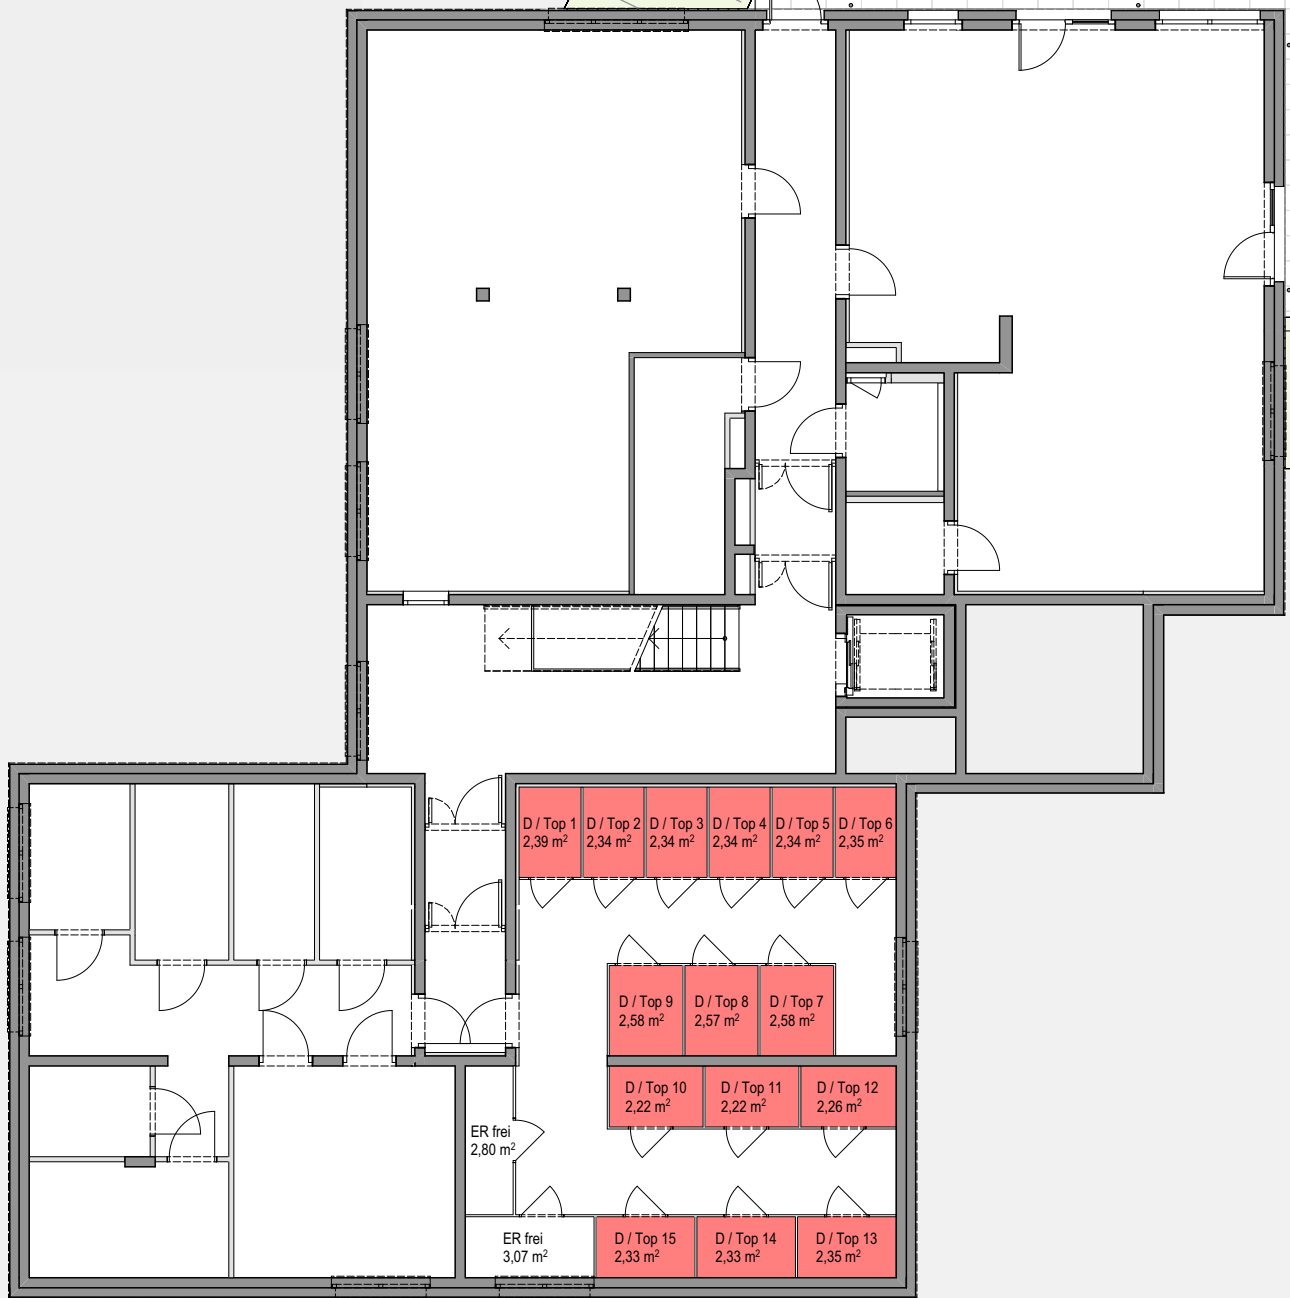 D / Top 1
2,39 m²
D / Top 2
2,34 m²
D / Top 3
2,34 m²
D / Top 4
2,34 m²
D / Top 5
2,34 m²
D / Top 6
2,35 m²
D / Top 9
2,58 m²
D / Top 8
2,57 m²
D / Top 7
2,58 m²
D / Top 10
2,22 m²
D / Top 11
2,22 m²
D / Top 12
2,26 m²
ER frei
2,80 m²
ER frei
3,07 m²
D / Top 15
2,33 m²
D / Top 14
2,33 m²
D / Top 13
2,35 m²